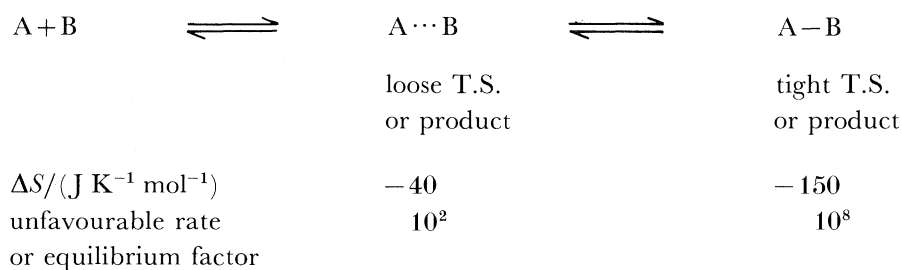 A+B ⇌ A···B ⇌ A—B
loose T.S. tight T.S.
or product or product
ΔS/(J K⁻¹ mol⁻¹) −40 −150
unfavourable rate 10² 10⁸
or equilibrium factor